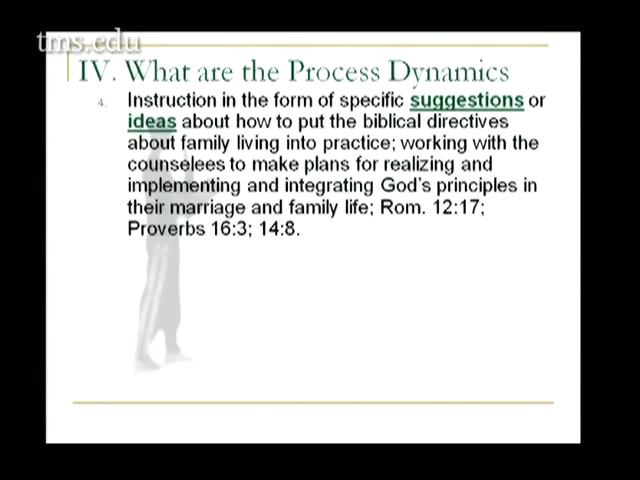 tms.edu
IV. What are the Process Dynamics
4. Instruction in the form of specific suggestions or
ideas about how to put the biblical directives
about family living into practice; working with the
counselees to make plans for realizing and
implementing and integrating God's principles in
their marriage and family life; Rom. 12:17;
Proverbs 16:3; 14:8.